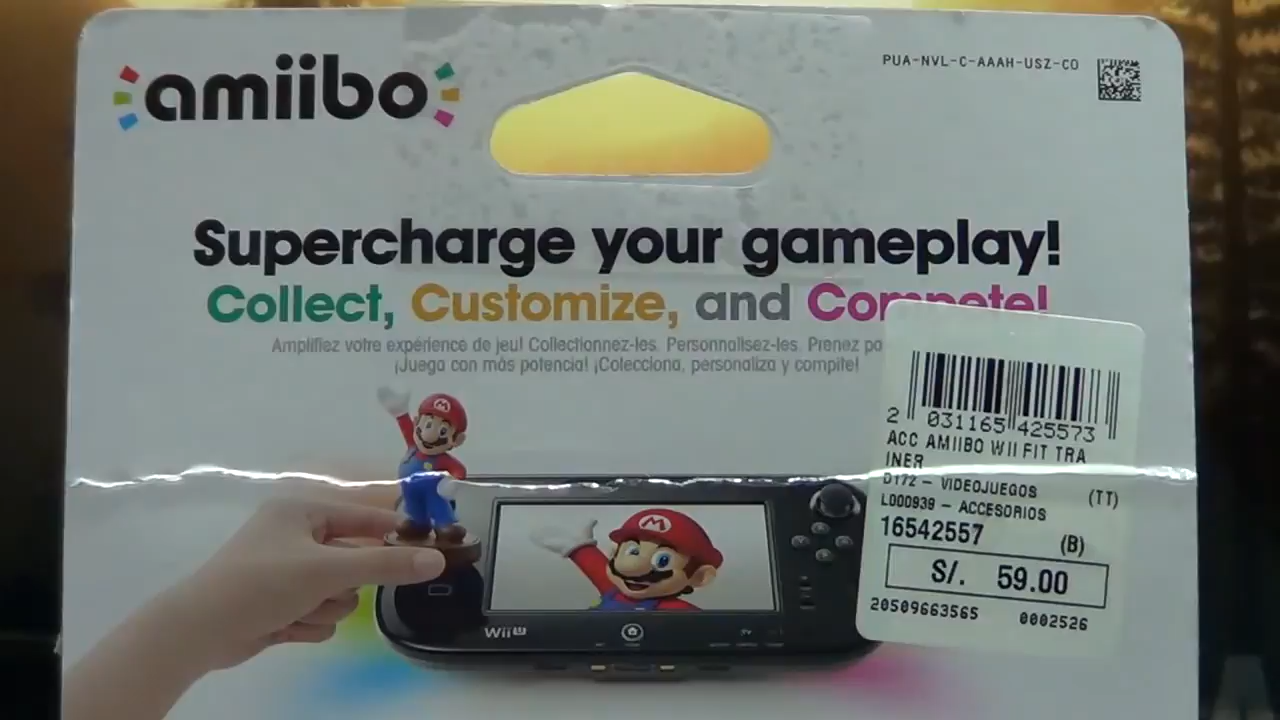 amiibo
PUA-NVL-C-AAAH-USZ-CO
Supercharge your gameplay!
Collect, Customize, and Compete!
Amplifiez votre expérience de jeu! Collectionnez-les. Personnalisez-les. Prenez
¡Juega con más potencia! ¡Colecciona, personaliza y compite!
2 031165 425573
ACC AMIIBO WII FIT TRA
INER
D172 - VIDEOJUEGOS (TT)
L000939 - ACCESORIOS
16542557 (B)
S/. 59.00
20509663565 0002526
M
M
Wii U
TV